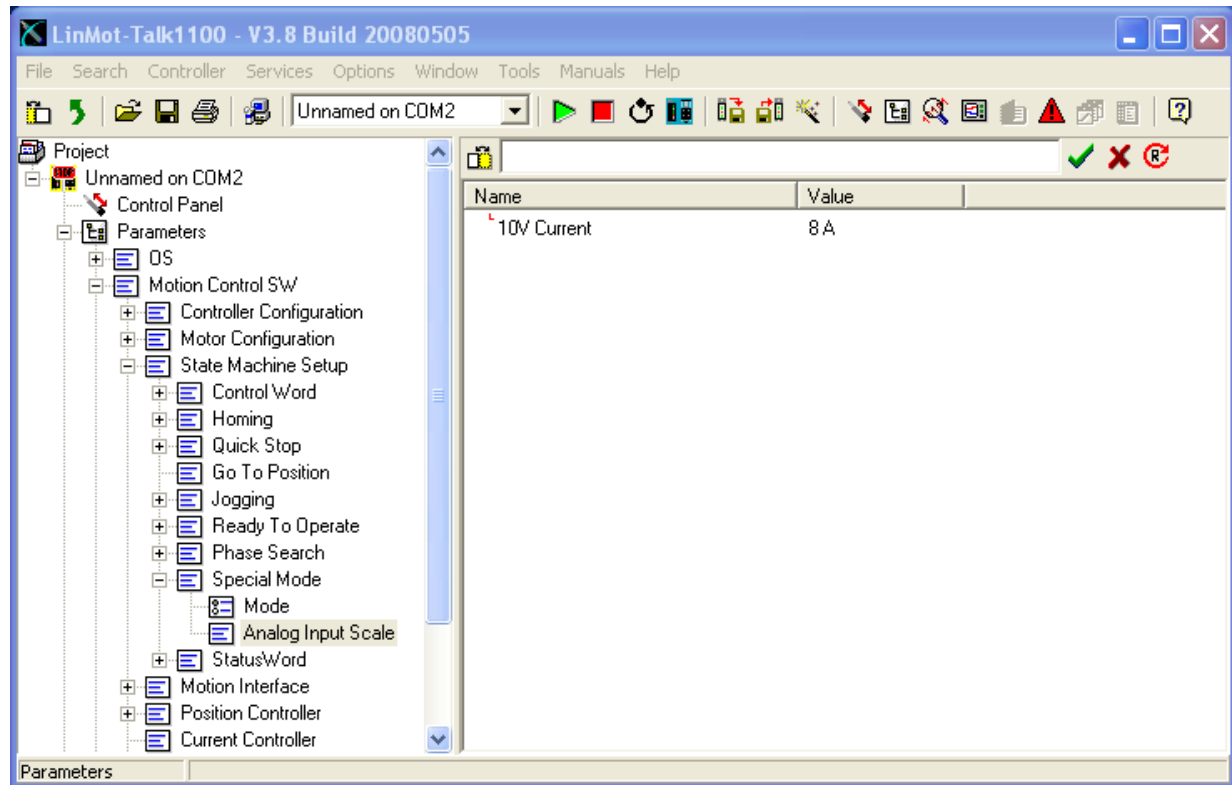 LinMot-Talk1100 - V3.8 Build 20080505
File Search Controller Services Options Window Tools Manuals Help
Unnamed on COM2
Project
Unnamed on COM2
Control Panel
Parameters
OS
Motion Control SW
Controller Configuration
Motor Configuration
State Machine Setup
Control Word
Homing
Quick Stop
Go To Position
Jogging
Ready To Operate
Phase Search
Special Mode
Mode
Analog Input Scale
StatusWord
Motion Interface
Position Controller
Current Controller
Name Value
10V Current 8 A
Parameters